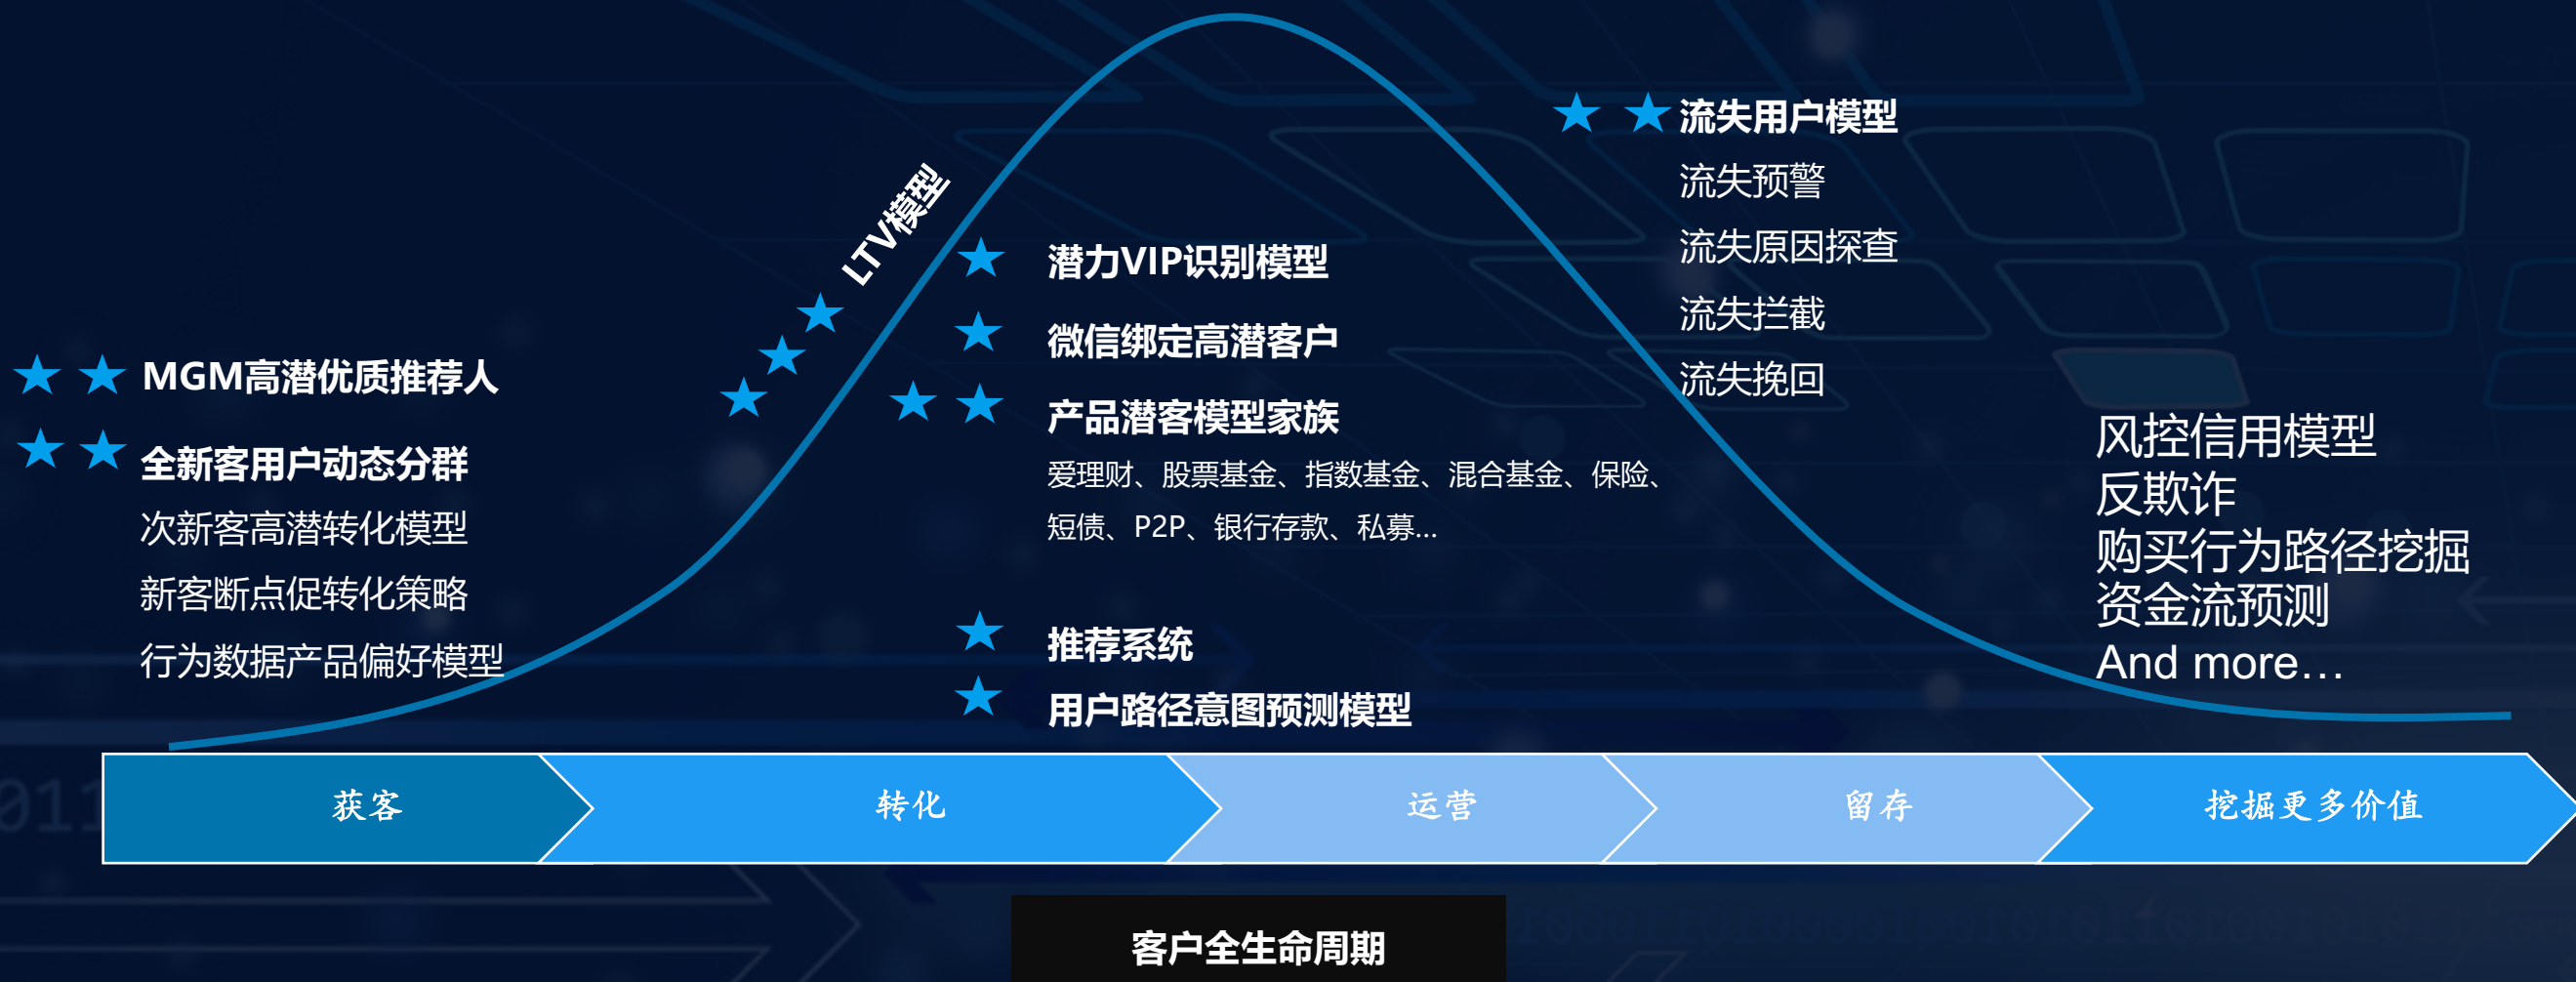 LTV模型
MGM高潜优质推荐人
全新客用户动态分群
次新客高潜转化模型
新客断点促转化策略
行为数据产品偏好模型
潜力VIP识别模型
微信绑定高潜客户
产品潜客模型家族
爱理财、股票基金、指数基金、混合基金、保险、
短债、P2P、银行存款、私募...
推荐系统
用户路径意图预测模型
流失用户模型
流失预警
流失原因探查
流失拦截
流失挽回
风控信用模型
反欺诈
购买行为路径挖掘
资金流预测
And more…
获客
转化
运营
留存
挖掘更多价值
客户全生命周期